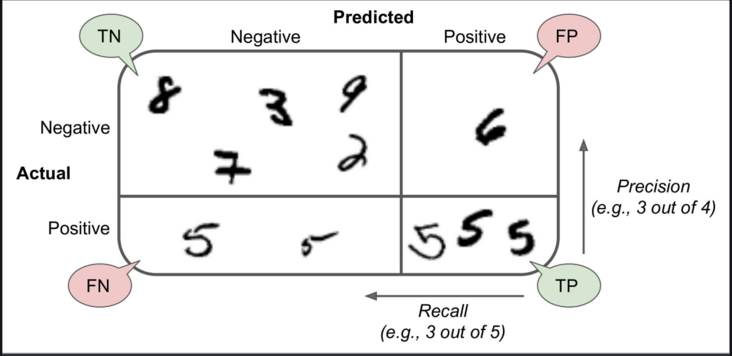 Predicted
TN Negative Positive FP
8 3 9 6
Negative
7 2
Actual
Precision
(e.g., 3 out of 4)
Positive 5 5 5 5 5
FN TP
Recall
(e.g., 3 out of 5)